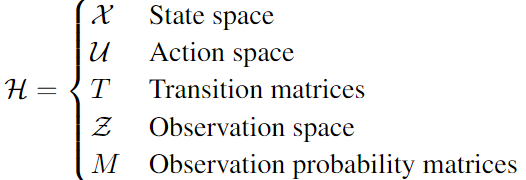 𝒳 State space
𝒰 Action space
ℋ = { T Transition matrices
𝒵 Observation space
M Observation probability matrices